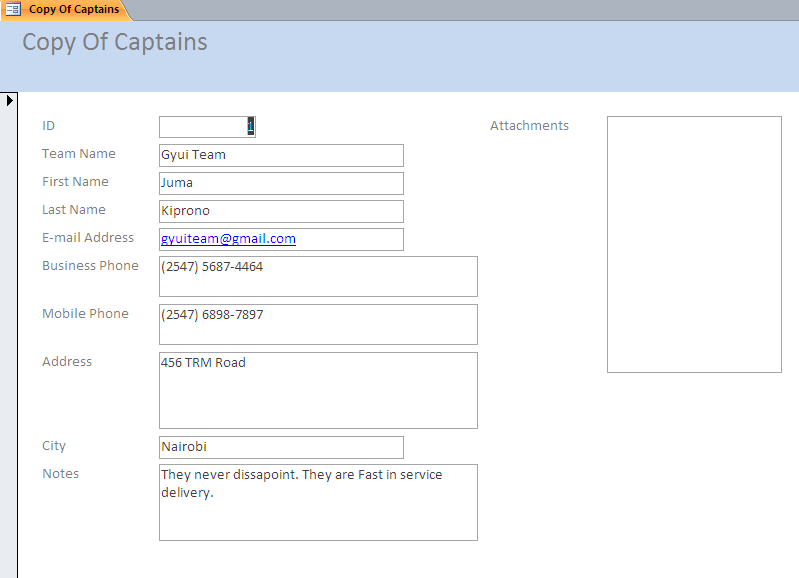 Copy Of Captains
Copy Of Captains
ID 1 Attachments
Team Name Gyui Team
First Name Juma
Last Name Kiprono
E-mail Address gyuiteam@gmail.com
Business Phone (2547) 5687-4464
Mobile Phone (2547) 6898-7897
Address 456 TRM Road
City Nairobi
Notes They never dissapoint. They are Fast in service
delivery.